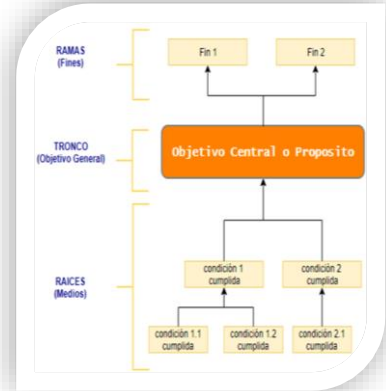 RAMAS
(Fines)
Fin 1
Fin 2
TRONCO
(Objetivo General)
Objetivo Central o Proposito
RAICES
(Medios)
condición 1
cumplida
condición 2
cumplida
condición 1.1
cumplida
condición 1.2
cumplida
condición 2.1
cumplida